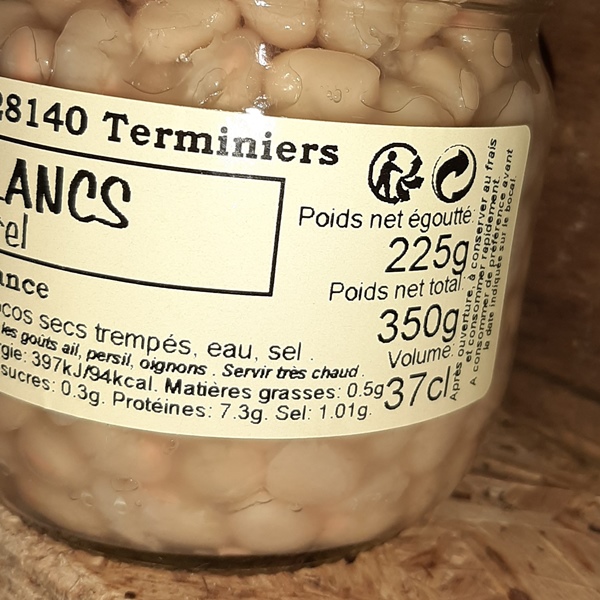 28140 Terminiers
LANCS
rel
ance
Poids net égoutté:
225g
Poids net total:
350g
Volume:
37cl
cocos secs trempés, eau, sel .
les goûts ail, persil, oignons . Servir très chaud .
gie: 397kJ/94kcal. Matières grasses: 0.5g
sucres: 0.3g. Protéines: 7.3g. Sel: 1.01g.
Après ouverture, à conserver au frais
et consommer rapidement.
A consommer de préférence avant
la date indiquée sur le bocal.